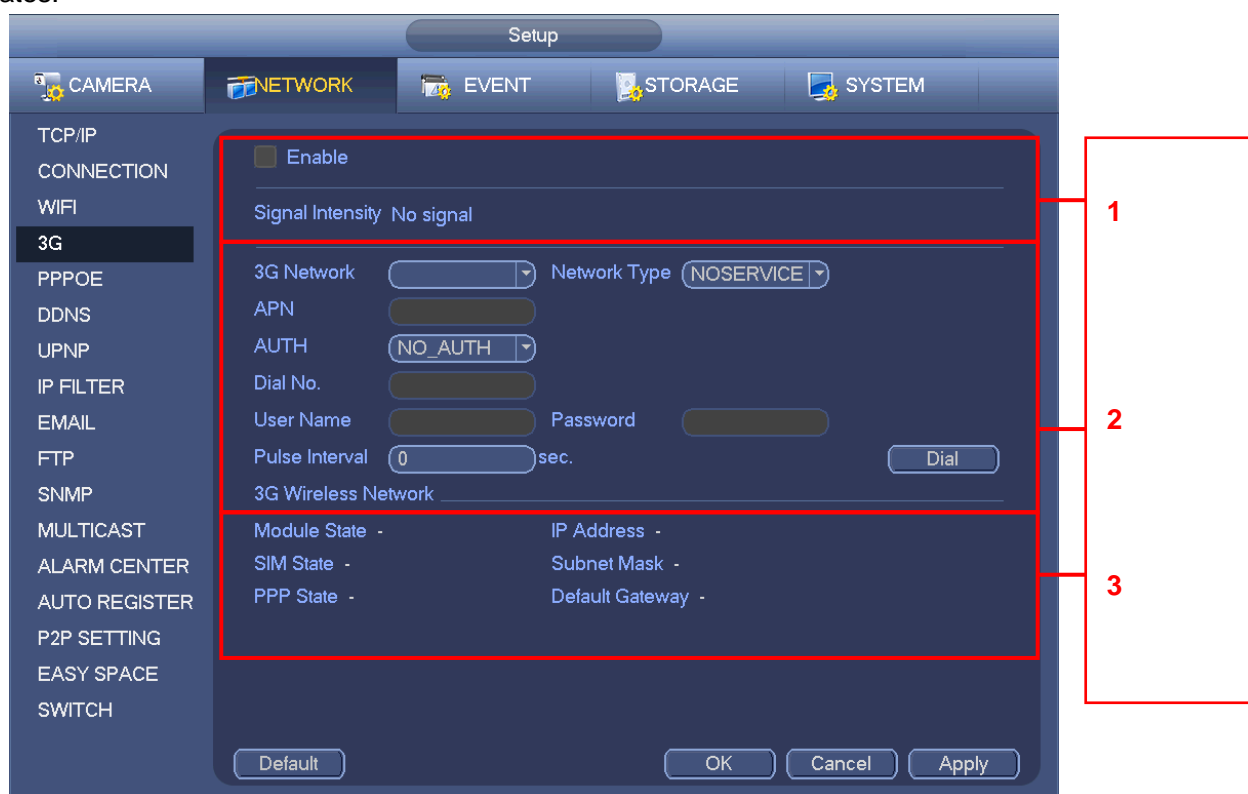 Setup
CAMERA NETWORK EVENT STORAGE SYSTEM
TCP/IP
CONNECTION
WIFI
3G
PPPOE
DDNS
UPNP
IP FILTER
EMAIL
FTP
SNMP
MULTICAST
ALARM CENTER
AUTO REGISTER
P2P SETTING
EASY SPACE
SWITCH
Enable
Signal Intensity No signal
3G Network Network Type NOSERVICE
APN
AUTH NO_AUTH
Dial No.
User Name Password
Pulse Interval 0 sec. Dial
3G Wireless Network
Module State - IP Address -
SIM State - Subnet Mask -
PPP State - Default Gateway -
Default OK Cancel Apply
1
2
3